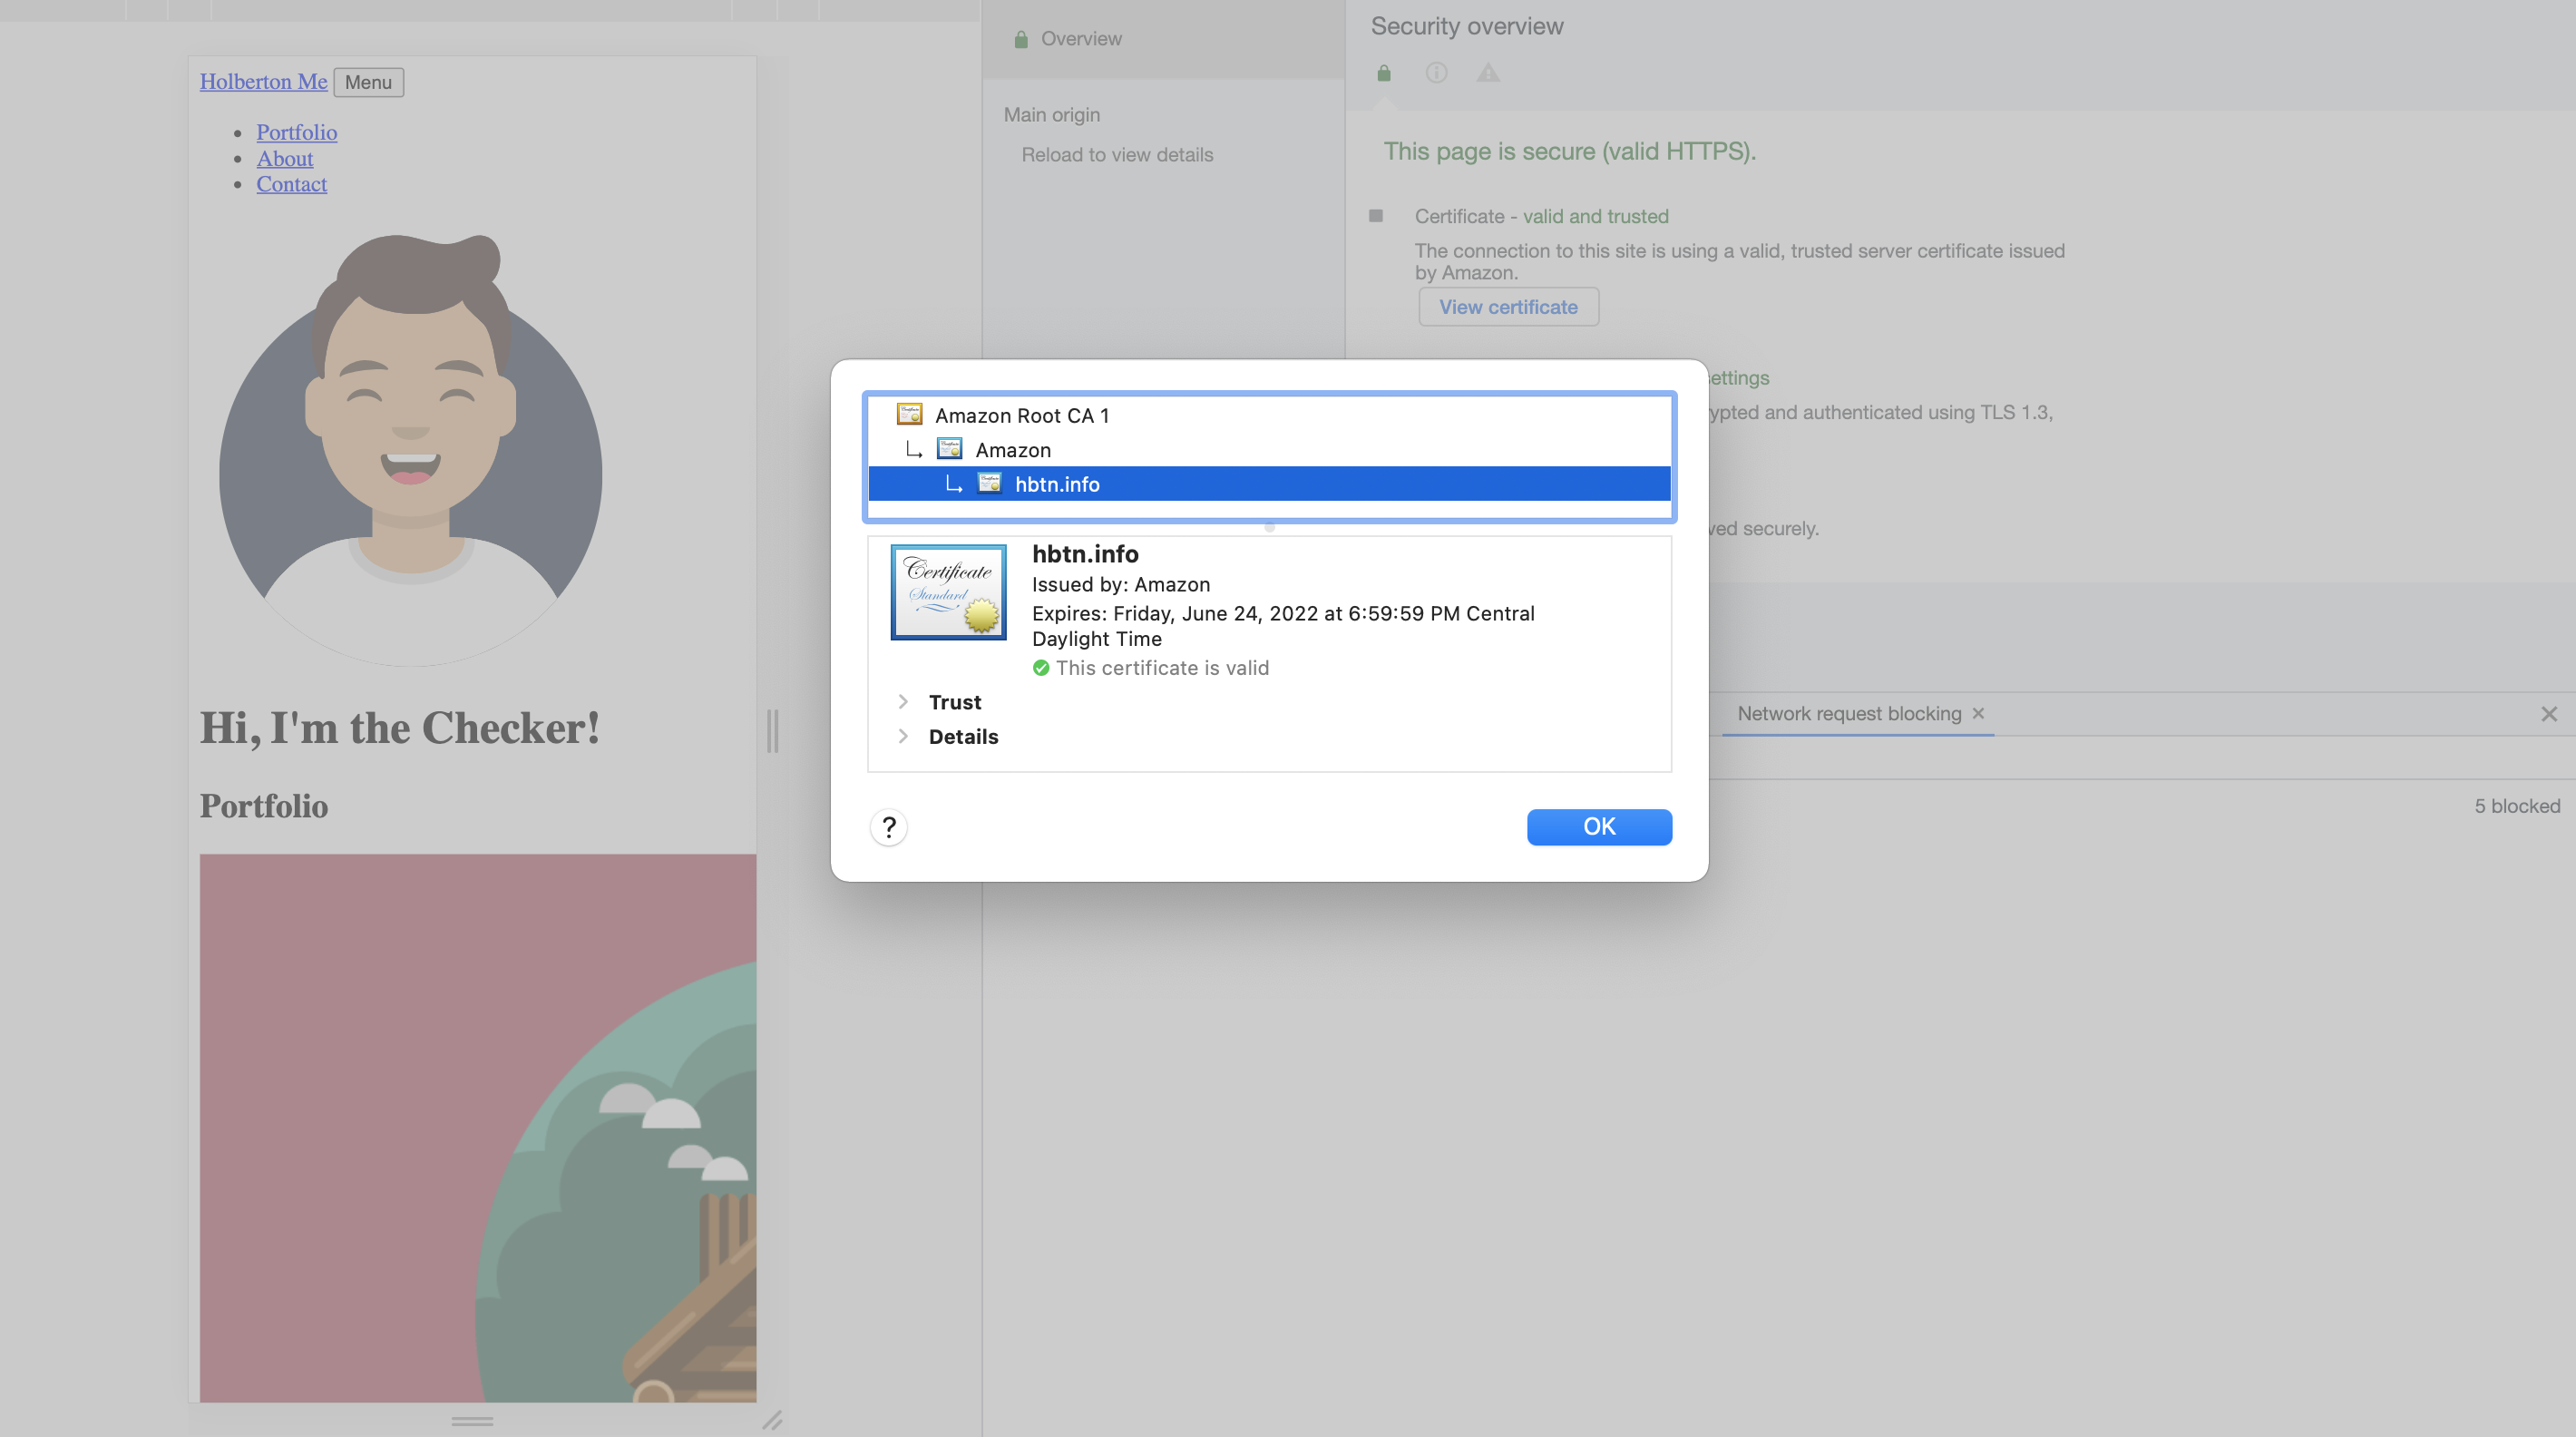 Holberton Me Menu
Portfolio
About
Contact
Hi, I'm the Checker!
Portfolio
Overview
Main origin
Reload to view details
Security overview
This page is secure (valid HTTPS).
Certificate - valid and trusted
The connection to this site is using a valid, trusted server certificate issued
by Amazon.
View certificate
ettings
ypted and authenticated using TLS 1.3,
ved securely.
Amazon Root CA 1
Amazon
hbtn.info
Certificate
Standard
hbtn.info
Issued by: Amazon
Expires: Friday, June 24, 2022 at 6:59:59 PM Central
Daylight Time
This certificate is valid
Trust
Details
?
OK
Network request blocking
5 blocked